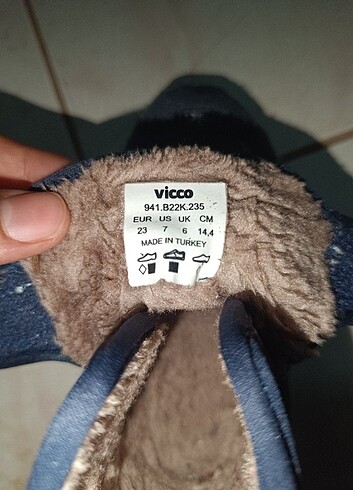 vicco
941.B22K.235
EUR US UK CM
23 7 6 14,4
MADE IN TURKEY